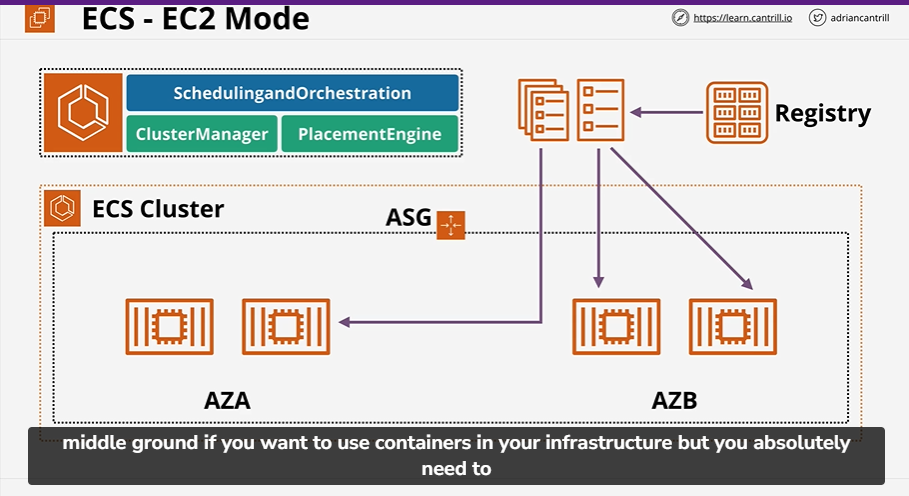 ECS - EC2 Mode
https://learn.cantrill.io
adriancantrill
SchedulingandOrchestration
ClusterManager
PlacementEngine
Registry
ECS Cluster
ASG
AZA
AZB
middle ground if you want to use containers in your infrastructure but you absolutely
need to